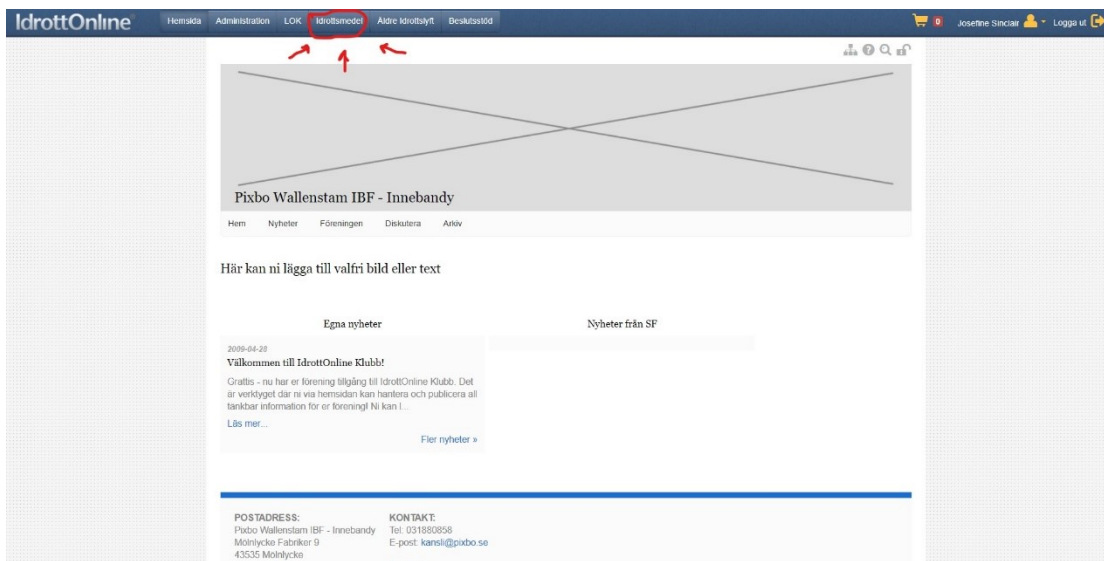 IdrottOnline Hemsida Administration LOK Idrottsmedel Äldre Idrottslyft Beslutsstöd 0 Josefine Sinclair Logga ut
Pixbo Wallenstam IBF - Innebandy
Hem Nyheter Föreningen Diskutera Arkiv
Här kan ni lägga till valfri bild eller text
Egna nyheter
2009-04-28
Välkommen till IdrottOnline Klubb!
Grattis - nu har er förening tillgång till IdrottOnline Klubb. Det
är verktyget där ni via hemsidan kan hantera och publicera all
tänkbar information för er förening! Ni kan l...
Läs mer...
Fler nyheter »
Nyheter från SF
POSTADRESS:
Pixbo Wallenstam IBF - Innebandy
Mölnlycke Fabriker 9
43535 Mölnlycke
KONTAKT:
Tel: 031880858
E-post: kansli@pixbo.se